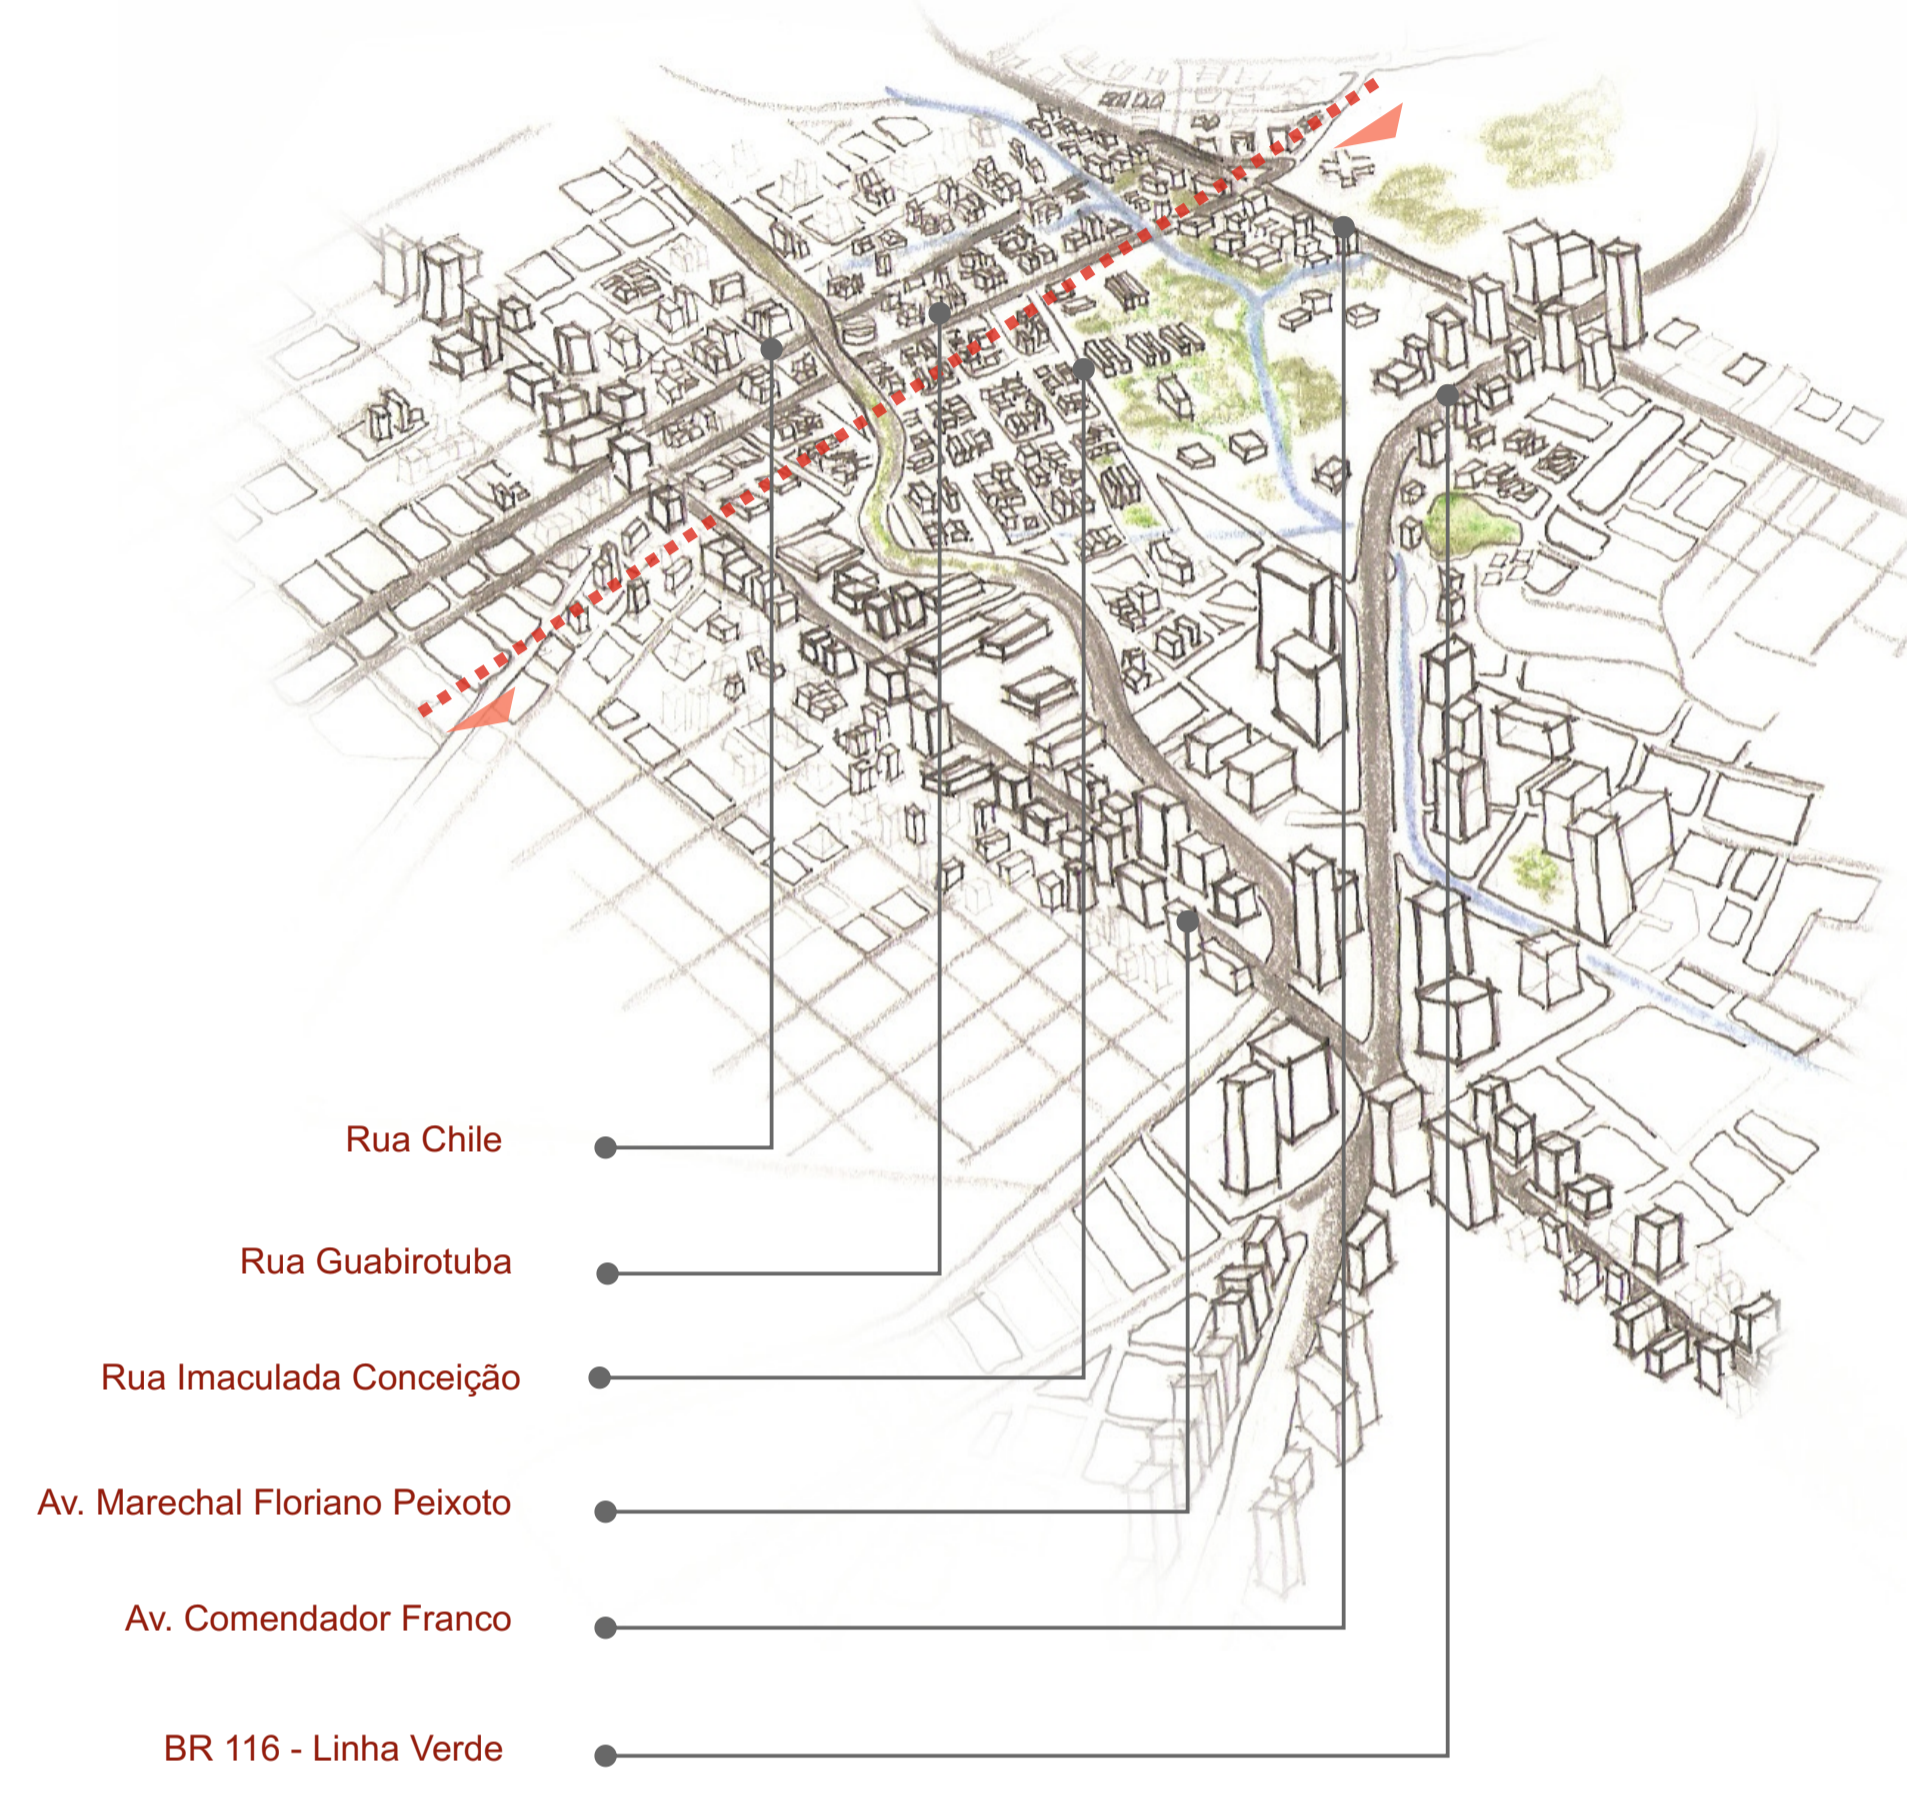 Rua Chile
Rua Guabirotuba
Rua Imaculada Conceição
Av. Marechal Floriano Peixoto
Av. Comendador Franco
BR 116 - Linha Verde